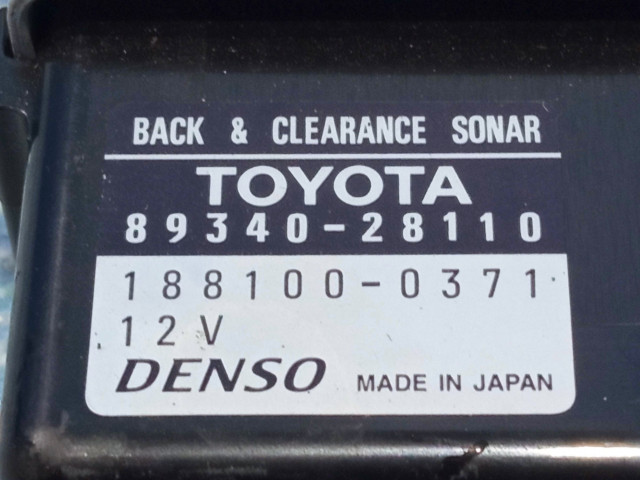 BACK & CLEARANCE SONAR
TOYOTA
89340-28110
188100-0371
12V
DENSO MADE IN JAPAN